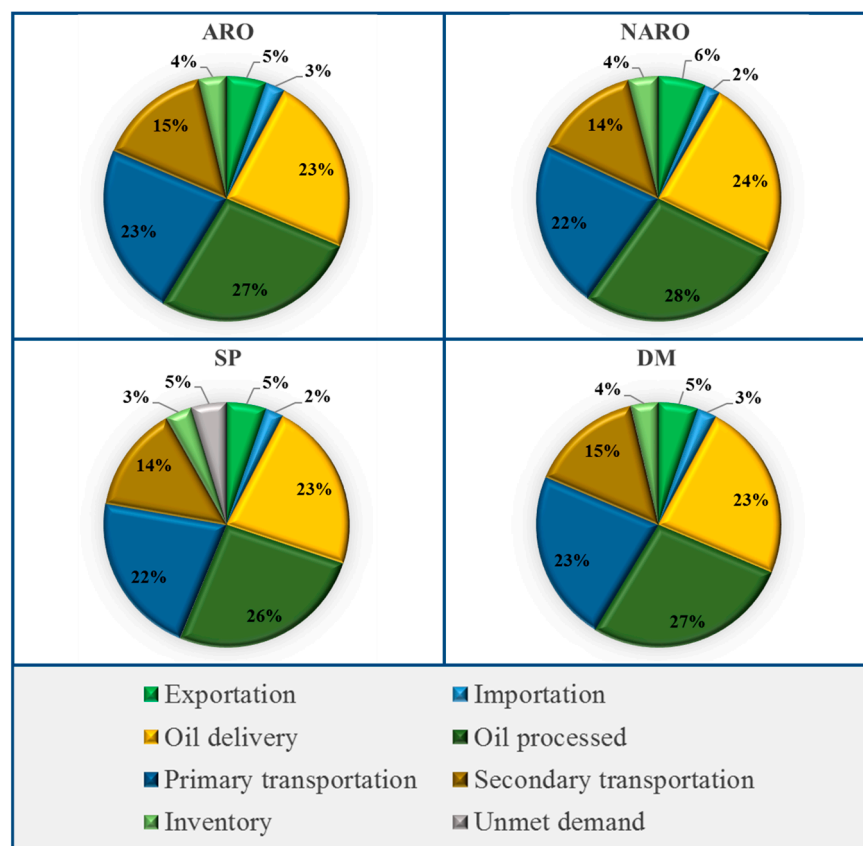 ARO
4%
5%
3%
15%
23%
23%
27%
NARO
4%
6%
2%
14%
24%
22%
28%
SP
3%
5%
5%
2%
14%
23%
22%
26%
DM
4%
5%
3%
15%
23%
23%
27%
Exportation
Importation
Oil delivery
Oil processed
Primary transportation
Secondary transportation
Inventory
Unmet demand